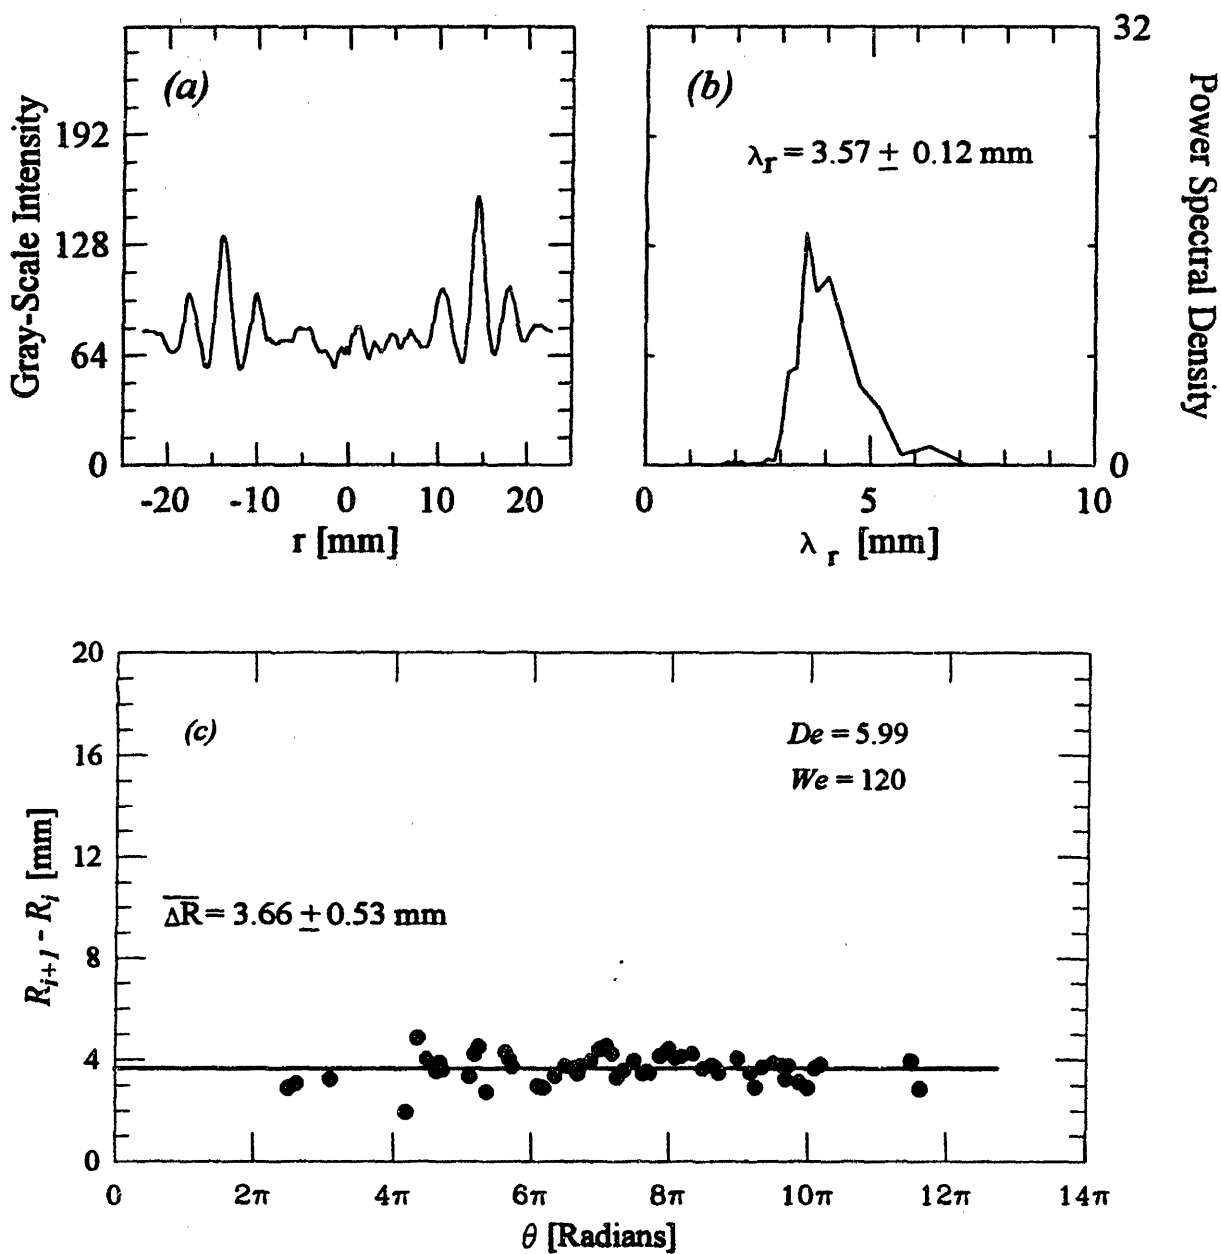 (a)
Gray-Scale Intensity
192
128
64
0
-20 -10 0 10 20
r [mm]
(b)
λr = 3.57 ± 0.12 mm
32
0
Power Spectral Density
0 5 10
λ r [mm]
(c)
De = 5.99
We = 120
ΔR = 3.66 ± 0.53 mm
Ri+1 - Ri [mm]
20
16
12
8
4
0
0 2π 4π 6π 8π 10π 12π 14π
θ [Radians]